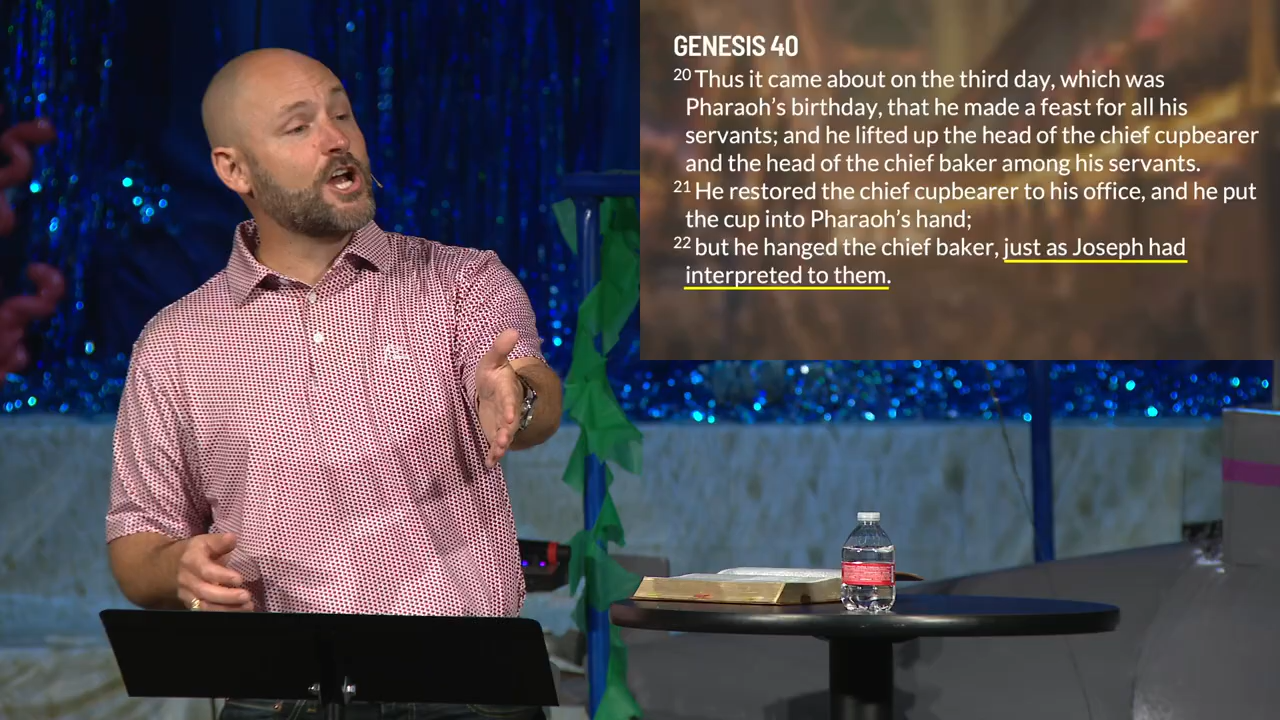 GENESIS 40
20 Thus it came about on the third day, which was
Pharaoh’s birthday, that he made a feast for all his
servants; and he lifted up the head of the chief cupbearer
and the head of the chief baker among his servants.
21 He restored the chief cupbearer to his office, and he put
the cup into Pharaoh’s hand;
22 but he hanged the chief baker, just as Joseph had
interpreted to them.